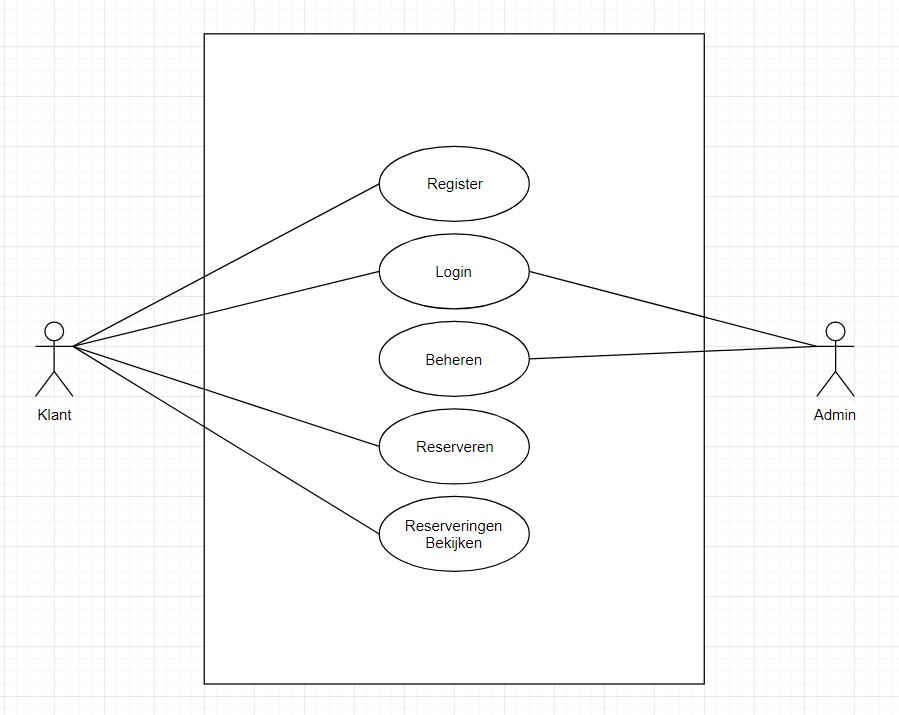 Register
Login
Beheren
Reserveren
Reserveringen
Bekijken
Klant
Admin